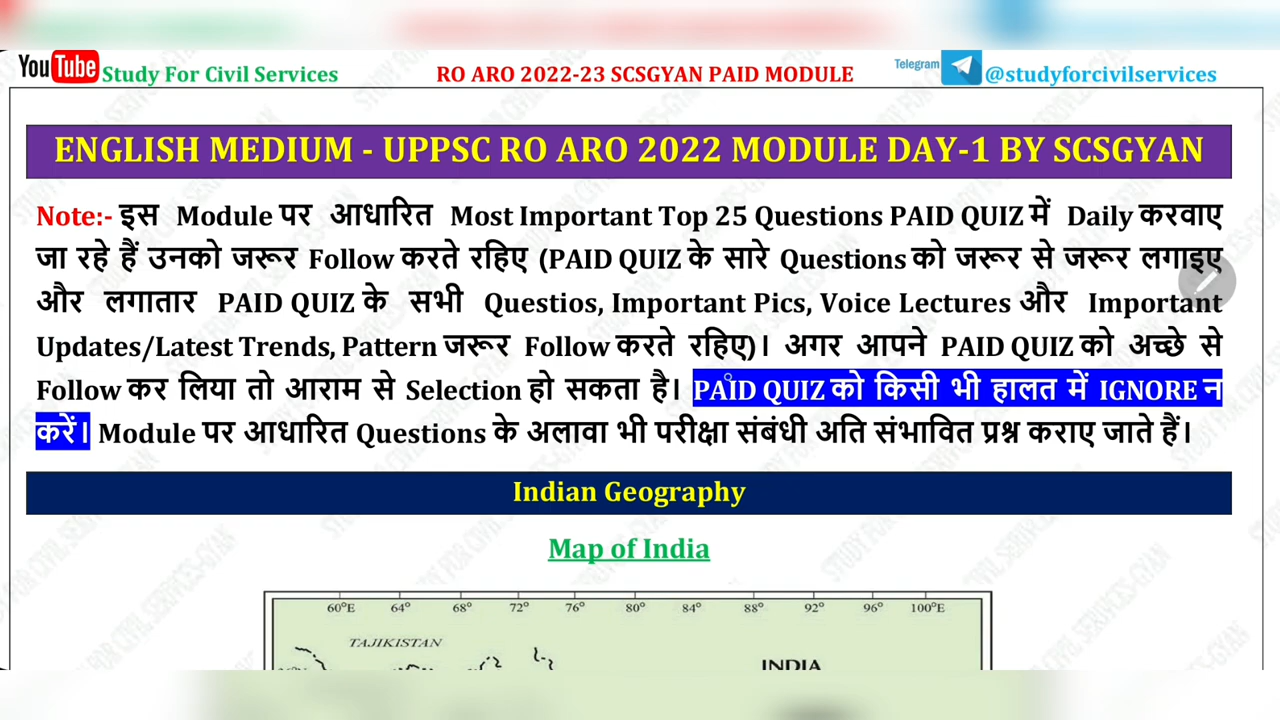 YouTube Study For Civil Services RO ARO 2022-23 SCSGYAN PAID MODULE Telegram @studyforcivilservices
ENGLISH MEDIUM - UPPSC RO ARO 2022 MODULE DAY-1 BY SCSGYAN
Note:- इस Module पर आधारित Most Important Top 25 Questions PAID QUIZ में Daily करवाए
जा रहे हैं उनको जरूर Follow करते रहिए (PAID QUIZ के सारे Questions को जरूर से जरूर लगाइए
और लगातार PAID QUIZ के सभी Questios, Important Pics, Voice Lectures और Important
Updates/Latest Trends, Pattern जरूर Follow करते रहिए)। अगर आपने PAID QUIZ को अच्छे से
Follow कर लिया तो आराम से Selection हो सकता है। PAID QUIZ को किसी भी हालत में IGNORE न
करें। Module पर आधारित Questions के अलावा भी परीक्षा संबंधी अति संभावित प्रश्न कराए जाते हैं।
Indian Geography
Map of India
60°E 64° 68° 72° 76° 80° 84° 88° 92° 96° 100°E
TAJIKISTAN
INDIA